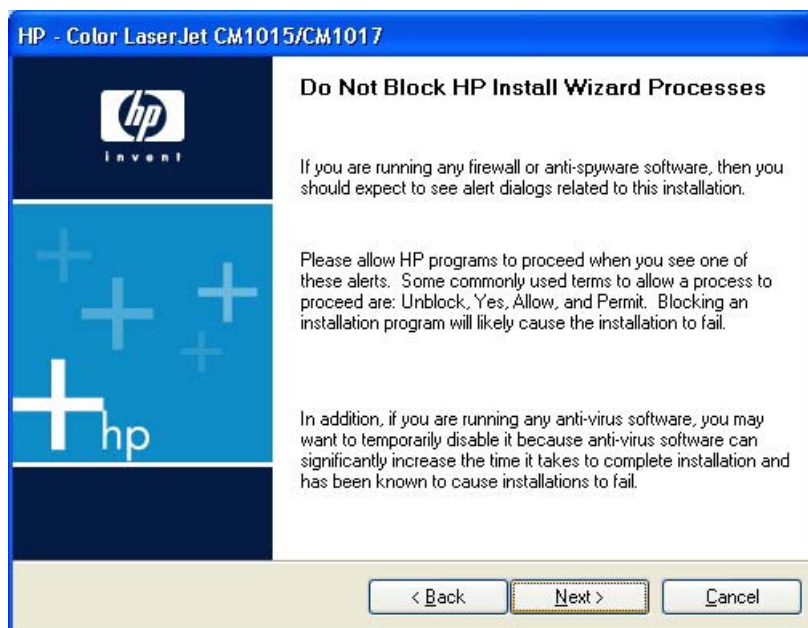 HP - Color LaserJet CM1015/CM1017
hp
invent
hp
Do Not Block HP Install Wizard Processes
If you are running any firewall or anti-spyware software, then you
should expect to see alert dialogs related to this installation.
Please allow HP programs to proceed when you see one of
these alerts. Some commonly used terms to allow a process to
proceed are: Unblock, Yes, Allow, and Permit. Blocking an
installation program will likely cause the installation to fail.
In addition, if you are running any anti-virus software, you may
want to temporarily disable it because anti-virus software can
significantly increase the time it takes to complete installation and
has been known to cause installations to fail.
< Back
Next >
Cancel